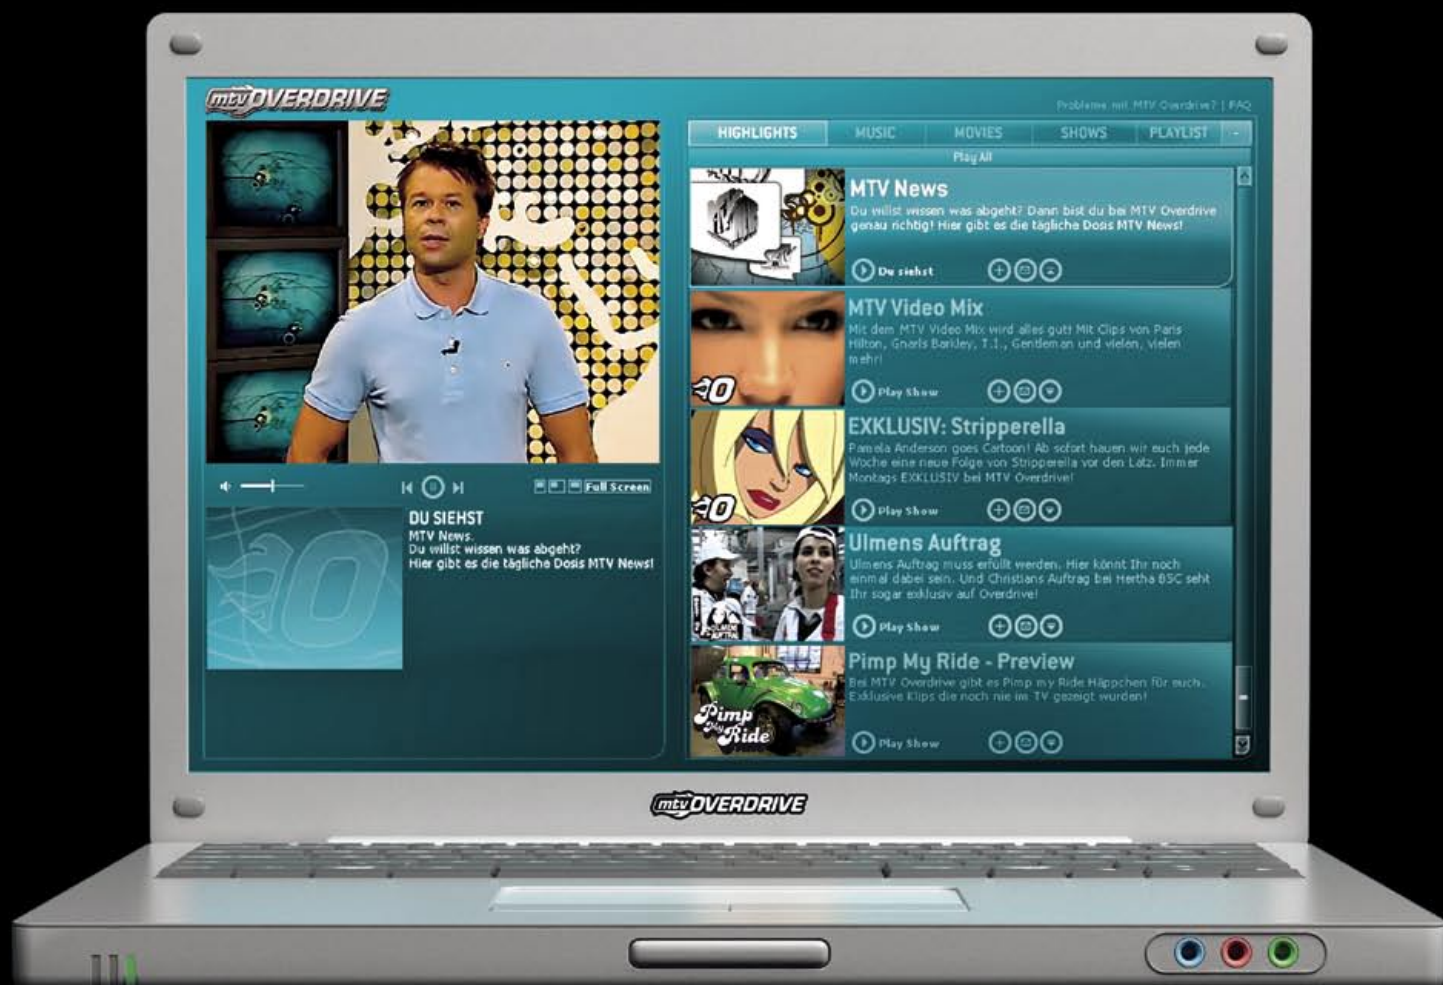 mtv OVERDRIVE
Probleme mit MTV Overdrive? | FAQ
HIGHLIGHTS
MUSIC
MOVIES
SHOWS
PLAYLIST
Play All
MTV News
Du willst wissen was abgeht? Dann bist du bei MTV Overdrive
genau richtig! Hier gibt es die tägliche Dosis MTV News!
Du siehst
MTV Video Mix
Mit dem MTV Video Mix wird alles gut! Mit Clips von Paris
Hilton, Gnarls Barkley, T.I., Gentleman und vielen, vielen
mehr!
Play Show
EXKLUSIV: Stripperella
Pamela Anderson goes Cartoon! Ab sofort hauen wir euch jede
Woche eine neue Folge von Stripperella vor den Latz. Immer
Montags EXKLUSIV bei MTV Overdrive!
Play Show
ULMENS
AUFTRAG
Ulmens Auftrag
Ulmens Auftrag muss erfüllt werden. Hier könnt Ihr noch
einmal dabei sein. Und Christians Auftrag bei Hertha BSC seht
Ihr sogar exklusiv auf Overdrive!
Play Show
Pimp
My
Ride
Pimp My Ride - Preview
Bei MTV Overdrive gibt es Pimp my Ride Häppchen für euch.
Exklusive Klips die noch nie im TV gezeigt wurden!
Play Show
Full Screen
DU SIEHST
MTV News.
Du willst wissen was abgeht?
Hier gibt es die tägliche Dosis MTV News!
mtv OVERDRIVE